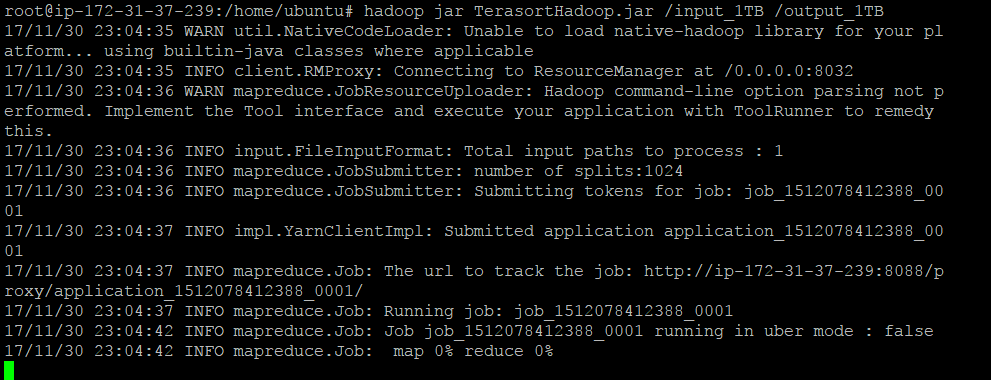 root@ip-172-31-37-239:/home/ubuntu# hadoop jar TerasortHadoop.jar /input_1TB /output_1TB
17/11/30 23:04:35 WARN util.NativeCodeLoader: Unable to load native-hadoop library for your pl
atform... using builtin-java classes where applicable
17/11/30 23:04:35 INFO client.RMProxy: Connecting to ResourceManager at /0.0.0.0:8032
17/11/30 23:04:36 WARN mapreduce.JobResourceUploader: Hadoop command-line option parsing not p
erformed. Implement the Tool interface and execute your application with ToolRunner to remedy
this.
17/11/30 23:04:36 INFO input.FileInputFormat: Total input paths to process : 1
17/11/30 23:04:36 INFO mapreduce.JobSubmitter: number of splits:1024
17/11/30 23:04:36 INFO mapreduce.JobSubmitter: Submitting tokens for job: job_1512078412388_00
01
17/11/30 23:04:37 INFO impl.YarnClientImpl: Submitted application application_1512078412388_00
01
17/11/30 23:04:37 INFO mapreduce.Job: The url to track the job: http://ip-172-31-37-239:8088/p
roxy/application_1512078412388_0001/
17/11/30 23:04:37 INFO mapreduce.Job: Running job: job_1512078412388_0001
17/11/30 23:04:42 INFO mapreduce.Job: Job job_1512078412388_0001 running in uber mode : false
17/11/30 23:04:42 INFO mapreduce.Job:  map 0% reduce 0%